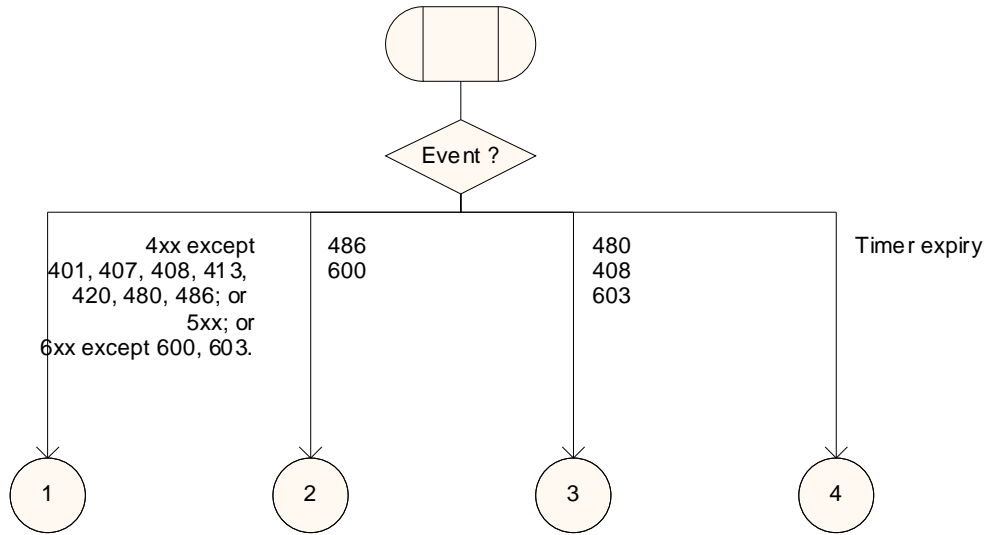 Event ?
4xx except
401, 407, 408, 413,
420, 480, 486; or
5xx; or
6xx except 600, 603.
486
600
480
408
603
Timer expiry
1
2
3
4